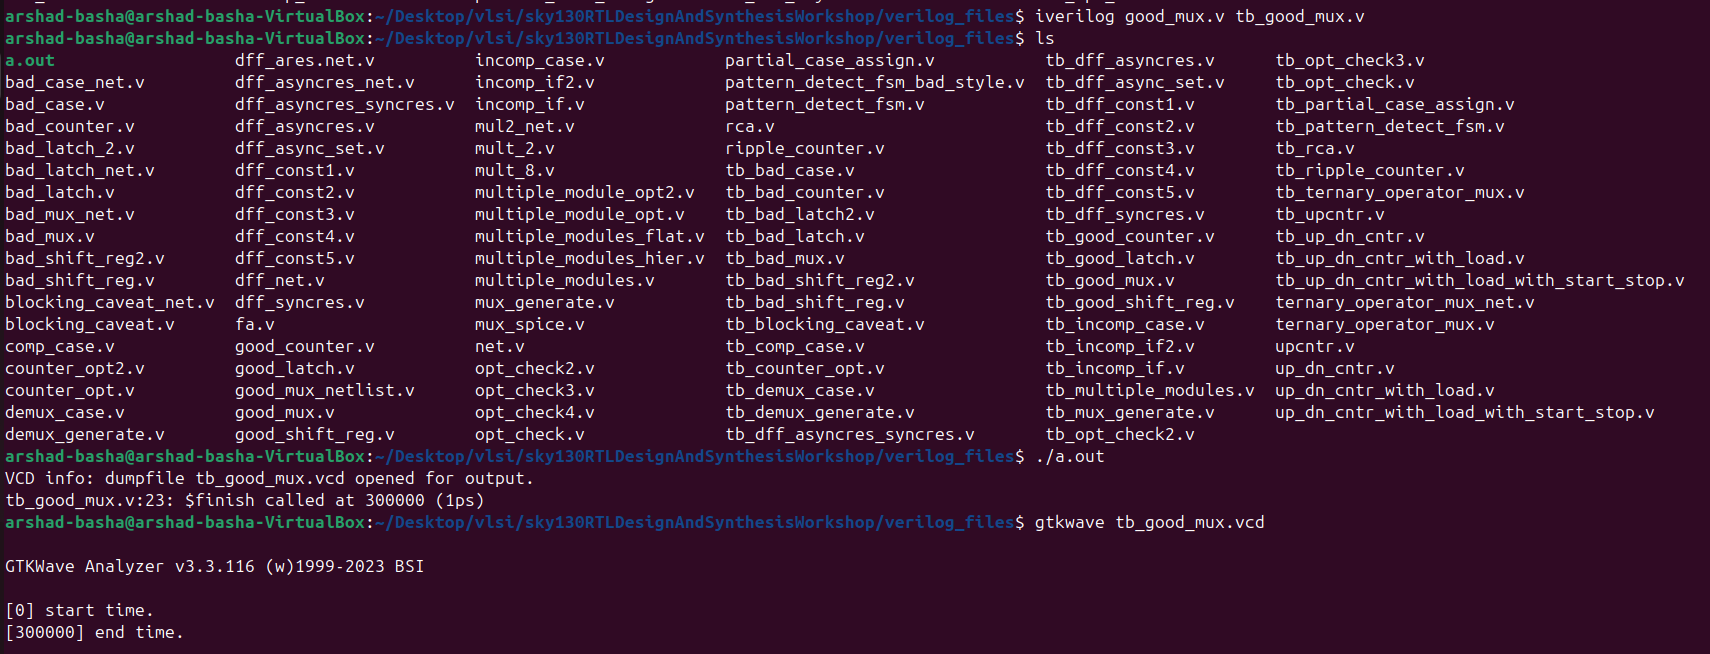 arshad-basha@arshad-basha-VirtualBox:~/Desktop/vlsi/sky130RTLDesignAndSynthesisWorkshop/verilog_files$ iverilog good_mux.v tb_good_mux.v
arshad-basha@arshad-basha-VirtualBox:~/Desktop/vlsi/sky130RTLDesignAndSynthesisWorkshop/verilog_files$ ls
a.out dff_ares.net.v incomp_case.v partial_case_assign.v tb_dff_asyncres.v tb_opt_check3.v
bad_case_net.v dff_asyncres_net.v incomp_if2.v pattern_detect_fsm_bad_style.v tb_dff_async_set.v tb_opt_check.v
bad_case.v dff_asyncres_syncres.v incomp_if.v pattern_detect_fsm.v tb_dff_const1.v tb_partial_case_assign.v
bad_counter.v dff_asyncres.v mul2_net.v rca.v tb_dff_const2.v tb_pattern_detect_fsm.v
bad_latch_2.v dff_async_set.v mult_2.v ripple_counter.v tb_dff_const3.v tb_rca.v
bad_latch_net.v dff_const1.v mult_8.v tb_bad_case.v tb_dff_const4.v tb_ripple_counter.v
bad_latch.v dff_const2.v multiple_module_opt2.v tb_bad_counter.v tb_dff_const5.v tb_ternary_operator_mux.v
bad_mux_net.v dff_const3.v multiple_module_opt.v tb_bad_latch2.v tb_dff_syncres.v tb_upcntr.v
bad_mux.v dff_const4.v multiple_modules_flat.v tb_bad_latch.v tb_good_counter.v tb_up_dn_cntr.v
bad_shift_reg2.v dff_const5.v multiple_modules_hier.v tb_bad_mux.v tb_good_latch.v tb_up_dn_cntr_with_load.v
bad_shift_reg.v dff_net.v multiple_modules.v tb_bad_shift_reg2.v tb_good_mux.v tb_up_dn_cntr_with_load_with_start_stop.v
blocking_caveat_net.v dff_syncres.v mux_generate.v tb_bad_shift_reg.v tb_good_shift_reg.v ternary_operator_mux_net.v
blocking_caveat.v fa.v mux_spice.v tb_blocking_caveat.v tb_incomp_case.v ternary_operator_mux.v
comp_case.v good_counter.v net.v tb_comp_case.v tb_incomp_if2.v upcntr.v
counter_opt2.v good_latch.v opt_check2.v tb_counter_opt.v tb_incomp_if.v up_dn_cntr.v
counter_opt.v good_mux_netlist.v opt_check3.v tb_demux_case.v tb_multiple_modules.v up_dn_cntr_with_load.v
demux_case.v good_mux.v opt_check4.v tb_demux_generate.v tb_mux_generate.v up_dn_cntr_with_load_with_start_stop.v
demux_generate.v good_shift_reg.v opt_check.v tb_dff_asyncres_syncres.v tb_opt_check2.v
arshad-basha@arshad-basha-VirtualBox:~/Desktop/vlsi/sky130RTLDesignAndSynthesisWorkshop/verilog_files$ ./a.out
VCD info: dumpfile tb_good_mux.vcd opened for output.
tb_good_mux.v:23: $finish called at 300000 (1ps)
arshad-basha@arshad-basha-VirtualBox:~/Desktop/vlsi/sky130RTLDesignAndSynthesisWorkshop/verilog_files$ gtkwave tb_good_mux.vcd
GTKWave Analyzer v3.3.116 (w)1999-2023 BSI
[0] start time.
[300000] end time.